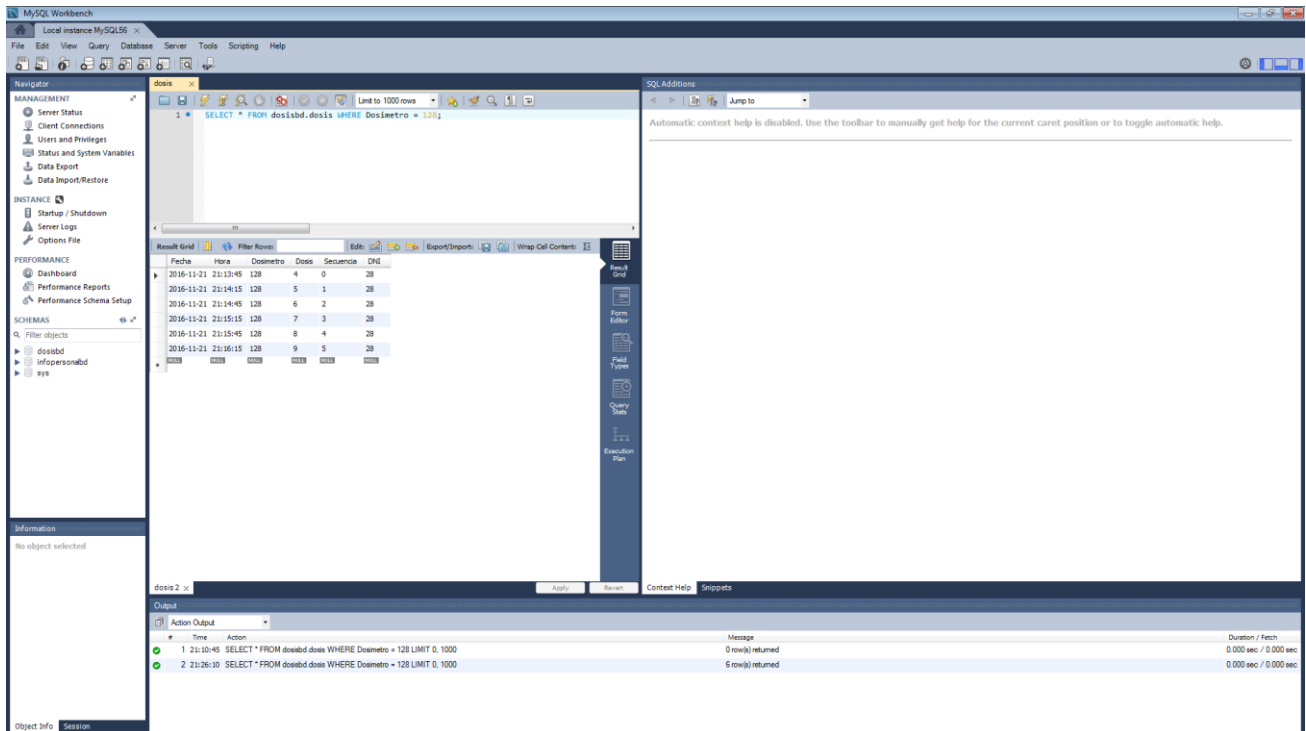 MySQL Workbench
Local instance MySQL56 ×
File Edit View Query Database Server Tools Scripting Help
Navigator
MANAGEMENT
Server Status
Client Connections
Users and Privileges
Status and System Variables
Data Export
Data Import/Restore
INSTANCE
Startup / Shutdown
Server Logs
Options File
PERFORMANCE
Dashboard
Performance Reports
Performance Schema Setup
SCHEMAS
Filter objects
dosisbd
infopersonalbd
sys
Information
No object selected
Object Info Session
dosis ×
Limit to 1000 rows
1 SELECT * FROM dosisbd.dosis WHERE Dosimetro = 128;
Result Grid Filter Rows: Edit: Export/Import: Wrap Cell Content:
Fecha Hora Dosimetro Dosis Secuencia DNI
2016-11-21 21:13:45 128 4 0 28
2016-11-21 21:14:15 128 5 1 28
2016-11-21 21:14:45 128 6 2 28
2016-11-21 21:15:15 128 7 3 28
2016-11-21 21:15:45 128 8 4 28
2016-11-21 21:16:15 128 9 5 28
NULL NULL NULL NULL NULL NULL
Result
Grid
Form
Editor
Field
Types
Query
Stats
Execution
Plan
dosis 2 ×
Apply Revert
SQL Additions
Jump to
Automatic context help is disabled. Use the toolbar to manually get help for the current caret position or to toggle automatic help.
Context Help Snippets
Output
Action Output
# Time Action Message Duration / Fetch
1 21:10:45 SELECT * FROM dosisbd.dosis WHERE Dosimetro = 128 LIMIT 0, 1000 0 row(s) returned 0.000 sec / 0.000 sec
2 21:26:10 SELECT * FROM dosisbd.dosis WHERE Dosimetro = 128 LIMIT 0, 1000 6 row(s) returned 0.000 sec / 0.000 sec